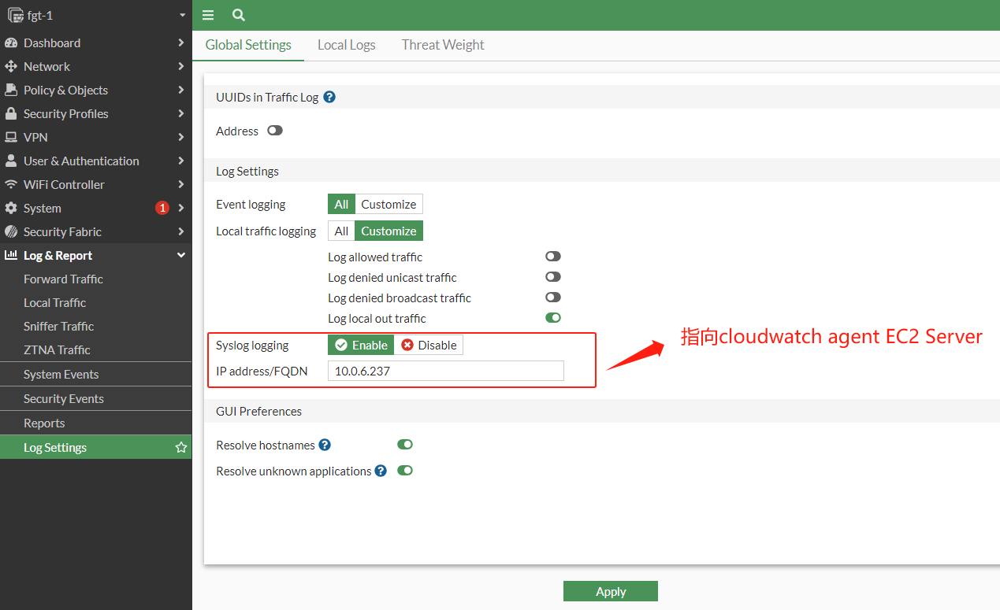 fgt-1
Dashboard
Network
Policy & Objects
Security Profiles
VPN
User & Authentication
WiFi Controller
System 1
Security Fabric
Log & Report
Forward Traffic
Local Traffic
Sniffer Traffic
ZTNA Traffic
System Events
Security Events
Reports
Log Settings
Global Settings Local Logs Threat Weight
UUIDs in Traffic Log ?
Address
Log Settings
Event logging All Customize
Local traffic logging All Customize
Log allowed traffic
Log denied unicast traffic
Log denied broadcast traffic
Log local out traffic
Syslog logging Enable Disable
IP address/FQDN 10.0.6.237
指向cloudwatch agent EC2 Server
GUI Preferences
Resolve hostnames ?
Resolve unknown applications ?
Apply